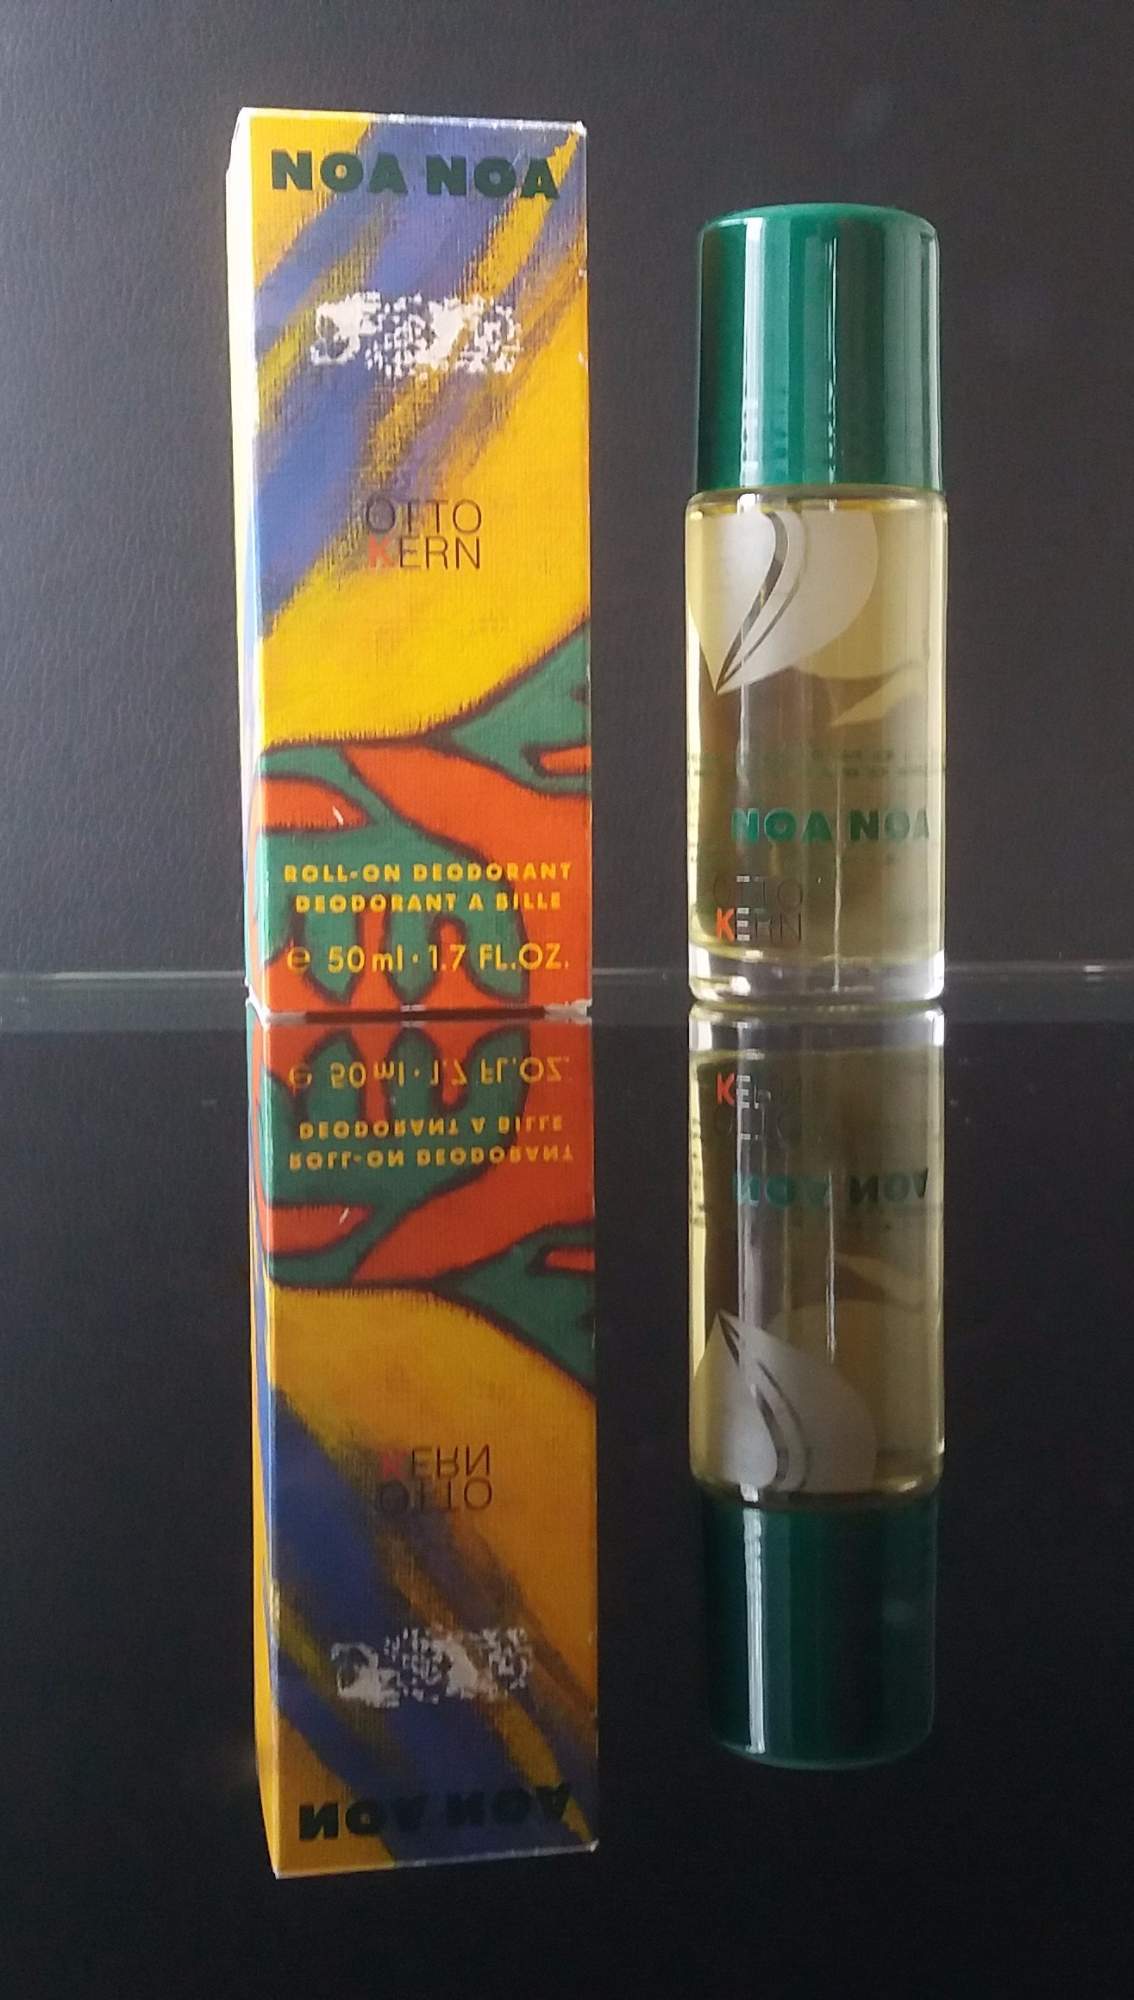 NOA NOA
OTTO
KERN
ROLL-ON DEODORANT
DEODORANT A BILLE
e 50 ml · 1.7 FL.OZ.
NOA NOA
OTTO
KERN